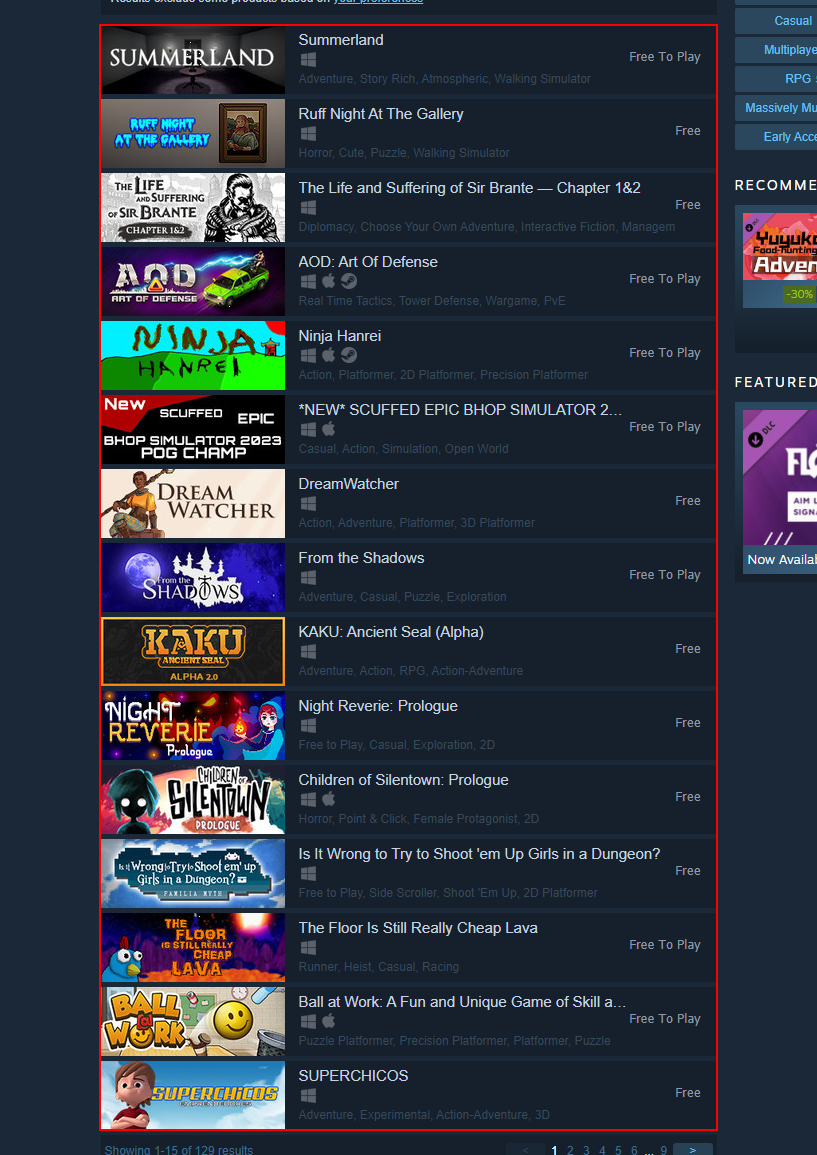 Results exclude some products based on your preferences
SUMMERLAND
Summerland
Free To Play
Adventure, Story Rich, Atmospheric, Walking Simulator
RUFF NIGHT
AT THE GALLERY
Ruff Night At The Gallery
Free
Horror, Cute, Puzzle, Walking Simulator
THE LIFE
AND SUFFERING
OF SIR BRANTE
CHAPTER 1&2
The Life and Suffering of Sir Brante — Chapter 1&2
Free
Diplomacy, Choose Your Own Adventure, Interactive Fiction, Managem
AOD
ART OF DEFENSE
AOD: Art Of Defense
Free To Play
Real Time Tactics, Tower Defense, Wargame, PvE
NINJA
HANREI
Ninja Hanrei
Free To Play
Action, Platformer, 2D Platformer, Precision Platformer
New
SCUFFED EPIC
BHOP SIMULATOR 2023
POG CHAMP
*NEW* SCUFFED EPIC BHOP SIMULATOR 2...
Free To Play
Casual, Action, Simulation, Open World
DREAM
WATCHER
DreamWatcher
Free
Action, Adventure, Platformer, 3D Platformer
From the
SHADOWS
From the Shadows
Free To Play
Adventure, Casual, Puzzle, Exploration
KAKU
ANCIENT SEAL
ALPHA 2.0
KAKU: Ancient Seal (Alpha)
Free
Adventure, Action, RPG, Action-Adventure
NIGHT
REVERIE
Prologue
Night Reverie: Prologue
Free
Free to Play, Casual, Exploration, 2D
CHILDREN OF
SILENTOWN
PROLOGUE
Children of Silentown: Prologue
Free
Horror, Point & Click, Female Protagonist, 2D
Is it Wrong to Try to Shoot 'em up
Girls in a Dungeon?
FAMILIA MYTH
Is It Wrong to Try to Shoot 'em Up Girls in a Dungeon?
Free
Free to Play, Side Scroller, Shoot 'Em Up, 2D Platformer
THE
FLOOR
IS STILL REALLY
CHEAP
LAVA
The Floor Is Still Really Cheap Lava
Free To Play
Runner, Heist, Casual, Racing
BALL
@
WORK
Ball at Work: A Fun and Unique Game of Skill a...
Free To Play
Puzzle Platformer, Precision Platformer, Platformer, Puzzle
SUPERCHICOS
SUPERCHICOS
Free
Adventure, Experimental, Action-Adventure, 3D
Showing 1-15 of 129 results
< 1 2 3 4 5 6 ... 9 >
Casual
Multiplaye
RPG
Massively Mu
Early Acce
RECOMME
Yuyuko
Food-hunting
Adven
-30%
FEATURED
DLC
FLO
AIM L
SIGNA
Now Availab